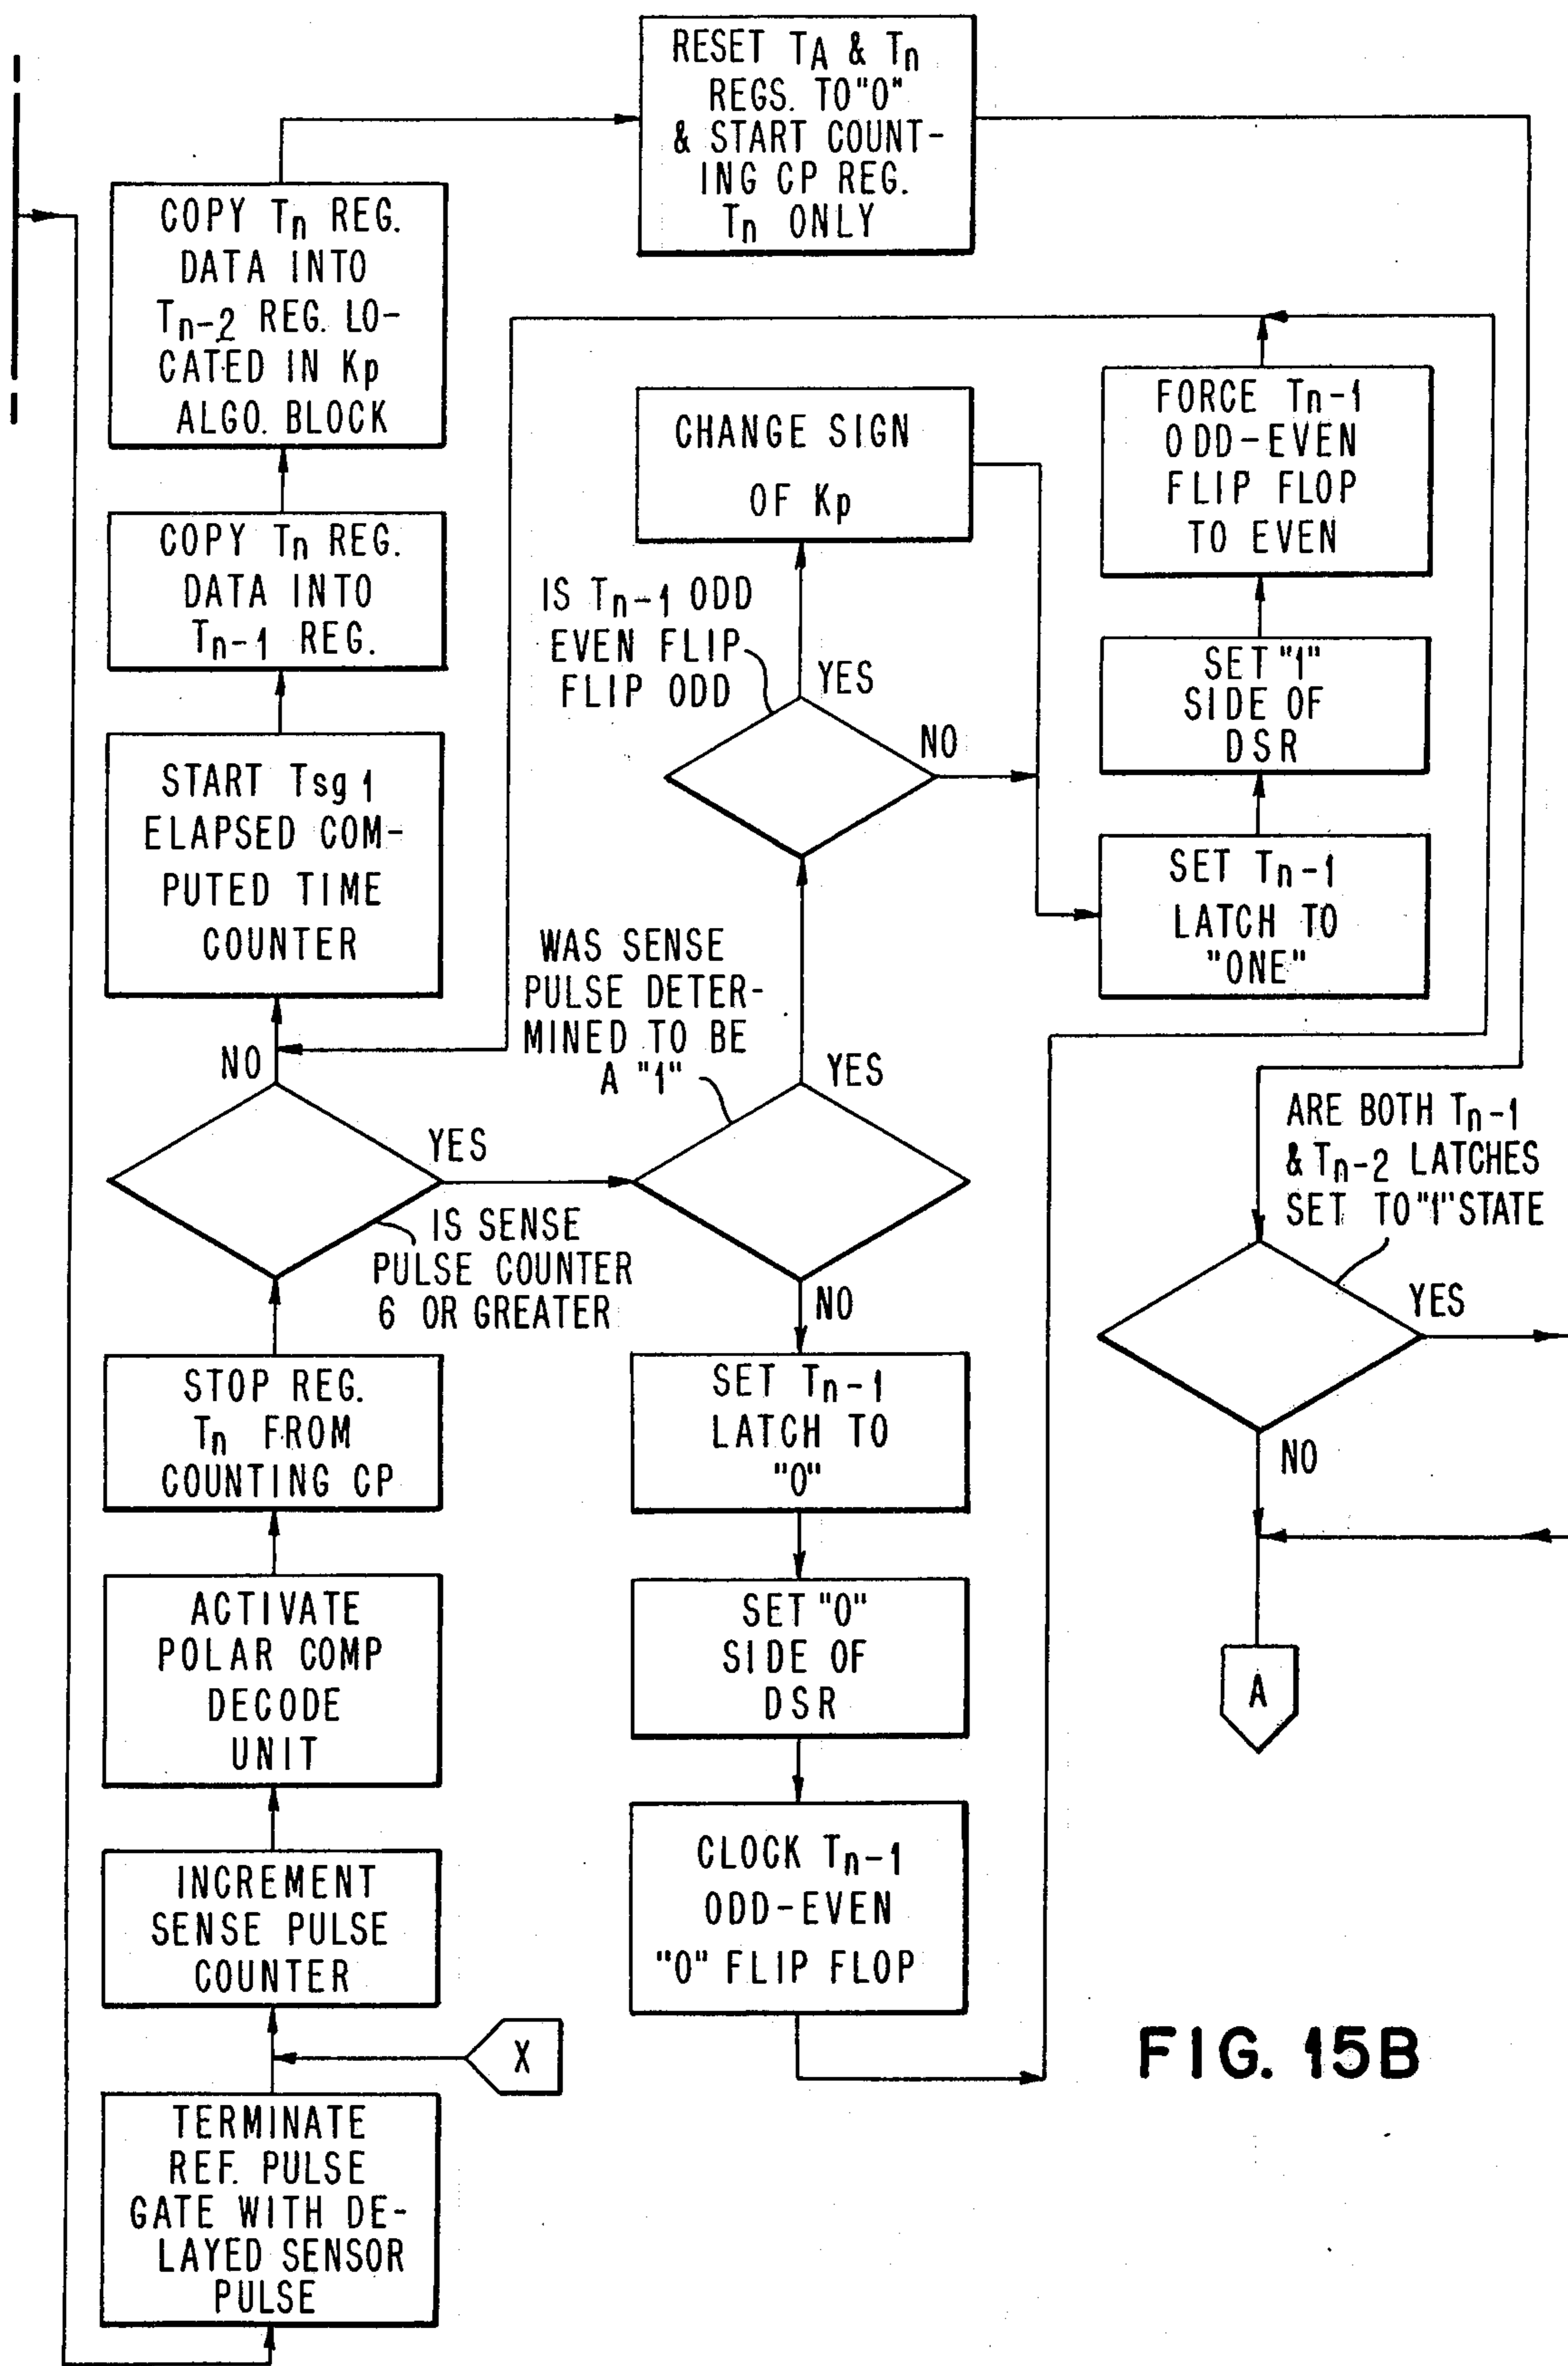 RESET TA & Tn
REGS. TO "0"
& START COUNT-
ING CP REG.
Tn ONLY
COPY Tn REG.
DATA INTO
Tn-2 REG. LO-
CATED IN Kp
ALGO. BLOCK
COPY Tn REG.
DATA INTO
Tn-1 REG.
START Tsg 1
ELAPSED COM-
PUTED TIME
COUNTER
NO
YES
IS SENSE
PULSE COUNTER
6 OR GREATER
STOP REG.
Tn FROM
COUNTING CP
ACTIVATE
POLAR COMP
DECODE
UNIT
INCREMENT
SENSE PULSE
COUNTER
X
TERMINATE
REF. PULSE
GATE WITH DE-
LAYED SENSOR
PULSE
CHANGE SIGN
OF Kp
IS Tn-1 ODD
EVEN FLIP
FLIP ODD
YES
NO
WAS SENSE
PULSE DETER-
MINED TO BE
A "1"
YES
NO
SET Tn-1
LATCH TO
"0"
SET "0"
SIDE OF
DSR
CLOCK Tn-1
ODD-EVEN
"0" FLIP FLOP
FORCE Tn-1
ODD-EVEN
FLIP FLOP
TO EVEN
SET "1"
SIDE OF
DSR
SET Tn-1
LATCH TO
"ONE"
ARE BOTH Tn-1
& Tn-2 LATCHES
SET TO "1" STATE
YES
NO
A
FIG. 15B